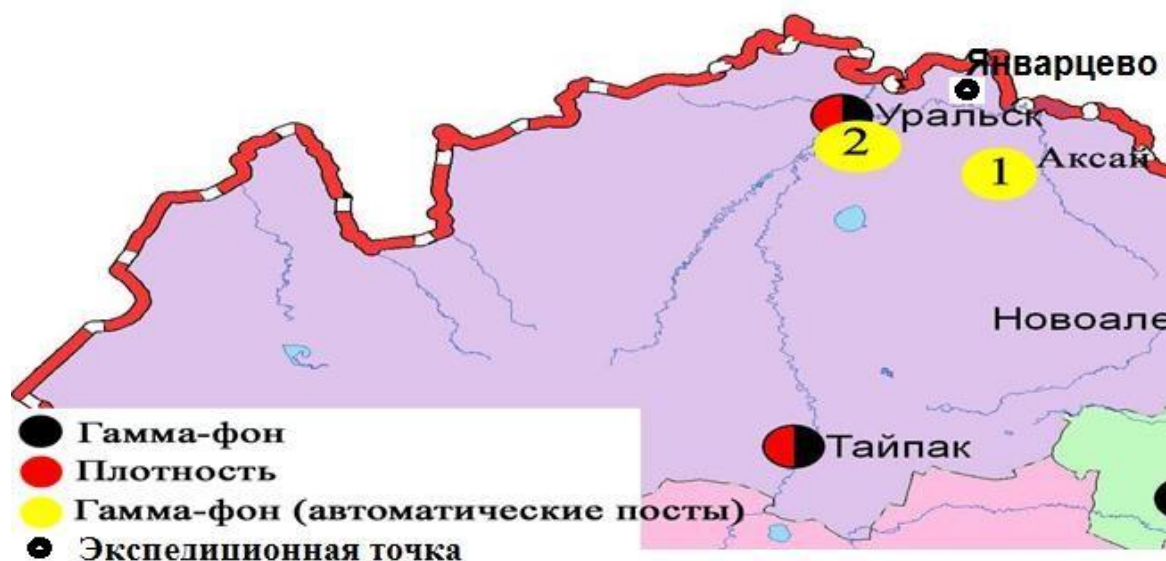 Январцево
Уральск
2
1
Аксай
Новоале
Тайпак
Гамма-фон
Плотность
Гамма-фон (автоматические посты)
Экспедиционная точка